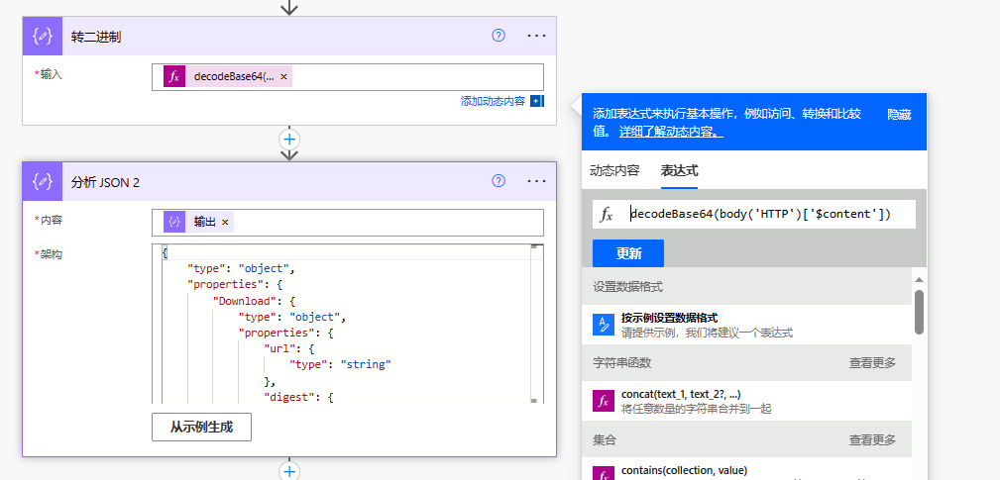 转二进制
*输入
decodeBase64(...
添加动态内容
分析 JSON 2
*内容
输出
*架构
{
"type": "object",
"properties": {
"Download": {
"type": "object",
"properties": {
"url": {
"type": "string"
},
"digest": {
从示例生成
添加表达式来执行基本操作，例如访问、转换和比较
值。 详细了解动态内容。
隐藏
动态内容 表达式
fx decodeBase64(body('HTTP')['$content'])
更新
设置数据格式
按示例设置数据格式
请提供示例，我们将建议一个表达式
字符串函数 查看更多
concat(text_1, text_2?, ...)
将任意数量的字符串合并到一起
集合 查看更多
contains(collection, value)